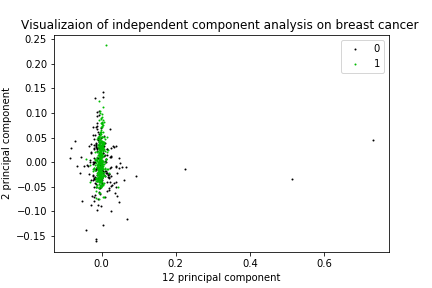 Visualizaion of independent component analysis on breast cancer
0
1
0.25
0.20
0.15
0.10
0.05
0.00
−0.05
−0.10
−0.15
2 principal component
0.0 0.2 0.4 0.6
12 principal component